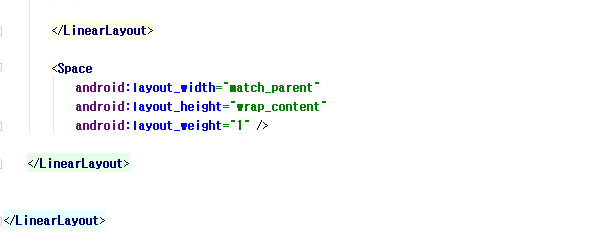 </LinearLayout>
<Space
android:layout_width="match_parent"
android:layout_height="wrap_content"
android:layout_weight="1" />
</LinearLayout>
</LinearLayout>